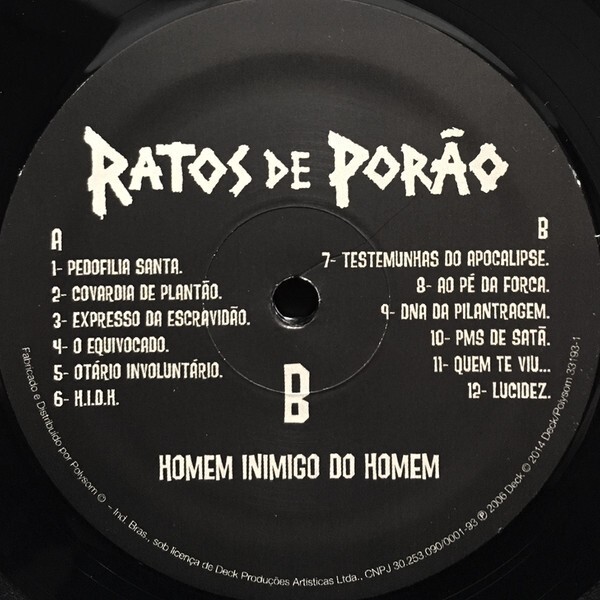 RATOS DE PORÃO
A
1- PEDOFILIA SANTA.
2- COVARDIA DE PLANTÃO.
3- EXPRESSO DA ESCRAVIDÃO.
4- O EQUIVOCADO.
5- OTÁRIO INVOLUNTÁRIO.
6- H.I.D.H.
B
7- TESTEMUNHAS DO APOCALIPSE.
8- AO PÉ DA FORCA.
9- DNA DA PILANTRAGEM.
10- PMS DE SATÃ.
11- QUEM TE VIU...
12- LUCIDEZ.
B
HOMEM INIMIGO DO HOMEM
Fabricado e Distribuído por Polysom © - Ind. Bras., sob licença de Deck Produções Artísticas Ltda., CNPJ 30.253.090/0001-93 ℗ 2006 Deck © 2014 Deck/Polysom 33193-1